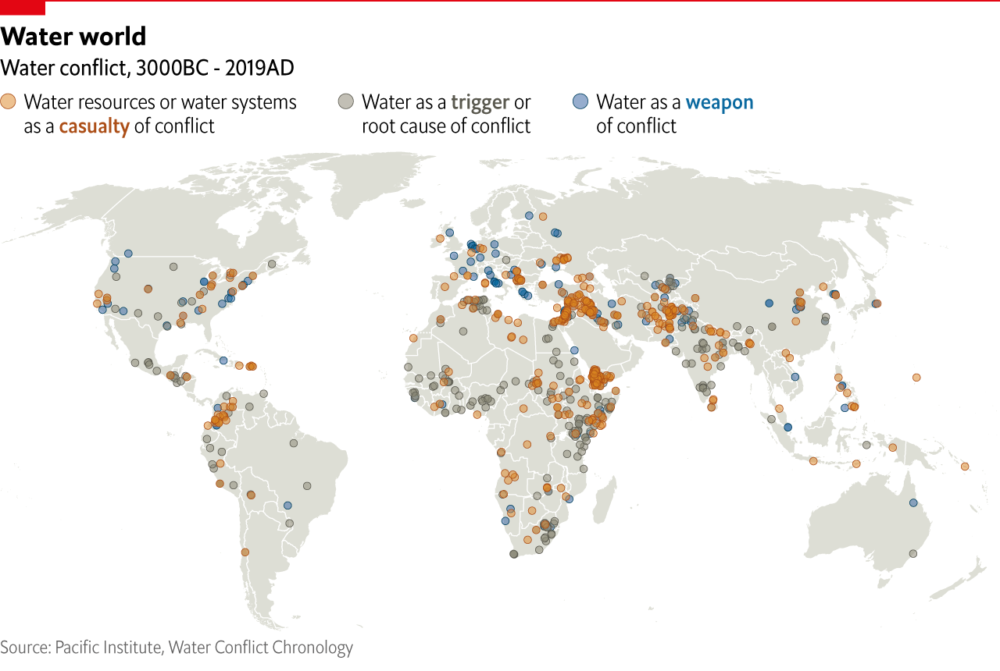 Water world
Water conflict, 3000BC - 2019AD
Water resources or water systems
as a casualty of conflict
Water as a trigger or
root cause of conflict
Water as a weapon
of conflict
Source: Pacific Institute, Water Conflict Chronology